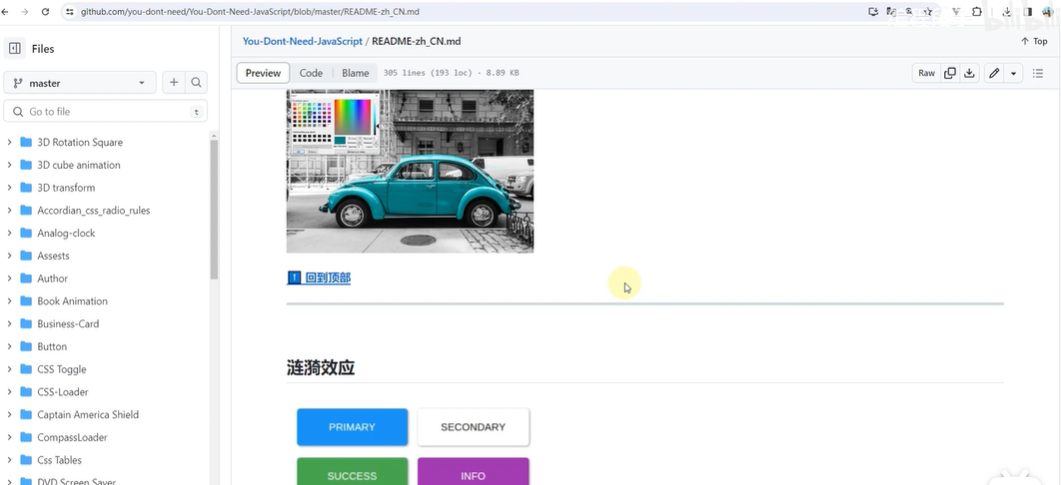 github.com/you-dont-need/You-Dont-Need-JavaScript/blob/master/README-zh_CN.md
bilibili
Files
You-Dont-Need-JavaScript / README-zh_CN.md
Top
master
Preview Code Blame 305 lines (193 loc) · 8.89 KB
Raw
Go to file
t
3D Rotation Square
3D cube animation
3D transform
Accordian_css_radio_rules
Analog-clock
Assests
Author
Book Animation
Business-Card
Button
CSS Toggle
CSS-Loader
Captain America Shield
CompassLoader
Css Tables
DVD Screen Saver
回到顶部
涟漪效应
PRIMARY
SECONDARY
SUCCESS
INFO